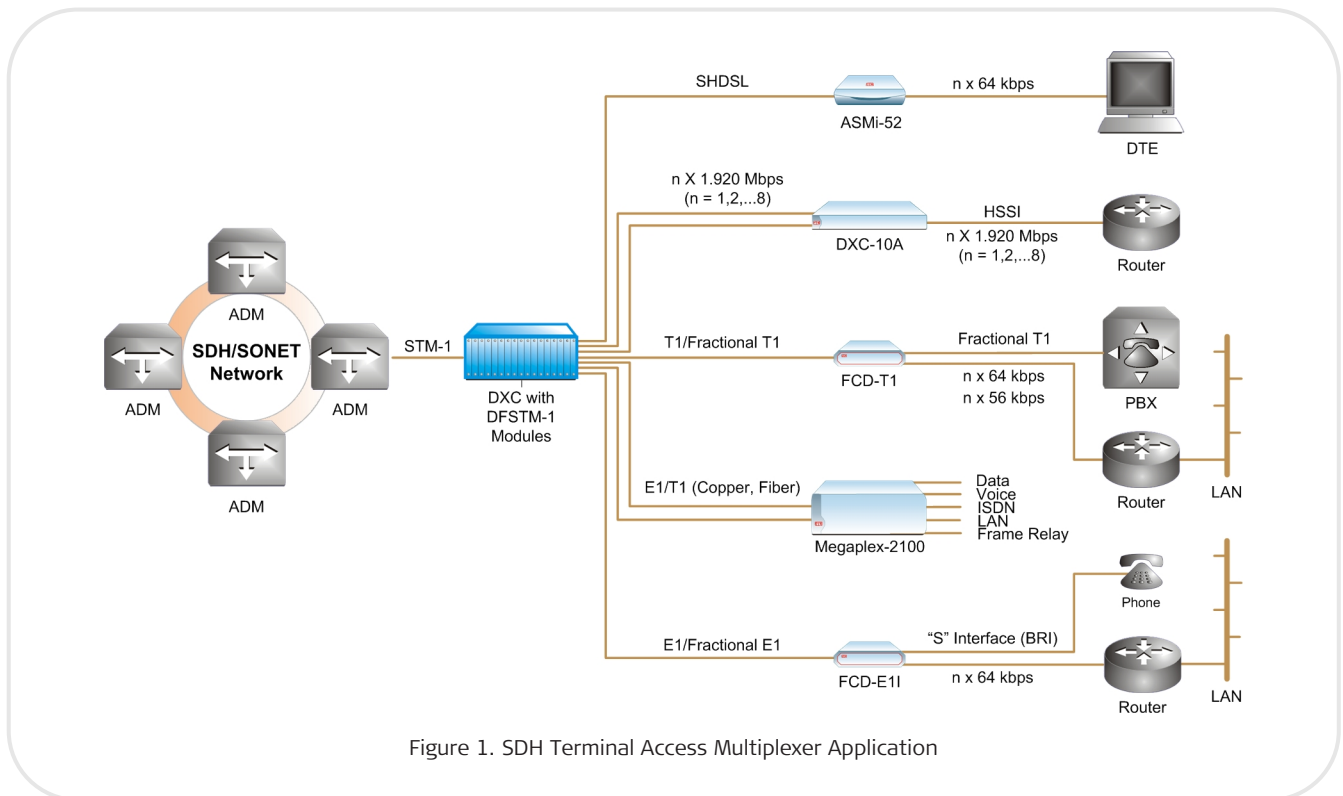 SHDSL
n x 64 kbps
ASMi-52
DTE
n X 1.920 Mbps
(n = 1,2,...8)
DXC-10A
HSSI
n X 1.920 Mbps
(n = 1,2,...8)
Router
ADM
ADM
SDH/SONET
Network
ADM
ADM
STM-1
DXC with
DFSTM-1
Modules
T1/Fractional T1
FCD-T1
Fractional T1
n x 64 kbps
n x 56 kbps
PBX
Router
LAN
E1/T1 (Copper, Fiber)
Megaplex-2100
Data
Voice
ISDN
LAN
Frame Relay
E1/Fractional E1
FCD-E1I
"S" Interface (BRI)
n x 64 kbps
Phone
Router
LAN
Figure 1. SDH Terminal Access Multiplexer Application